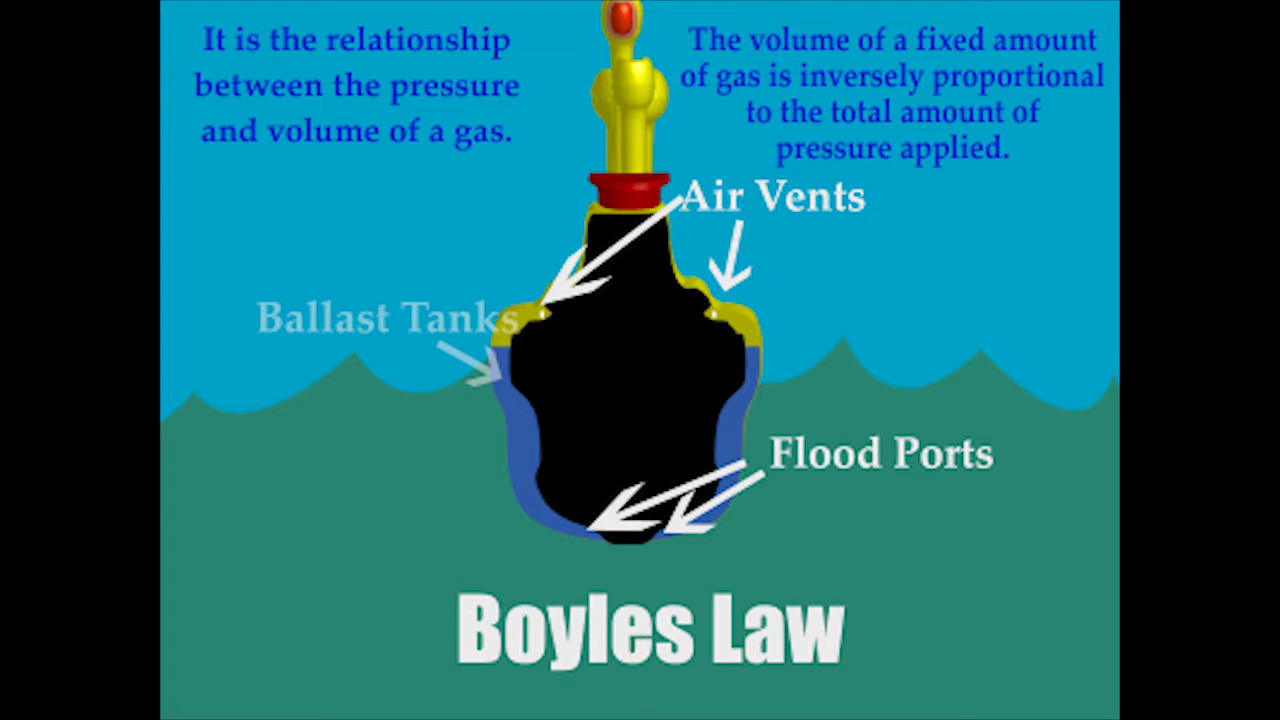 It is the relationship
between the pressure
and volume of a gas.
The volume of a fixed amount
of gas is inversely proportional
to the total amount of
pressure applied.
Air Vents
Ballast Tanks
Flood Ports
Boyles Law